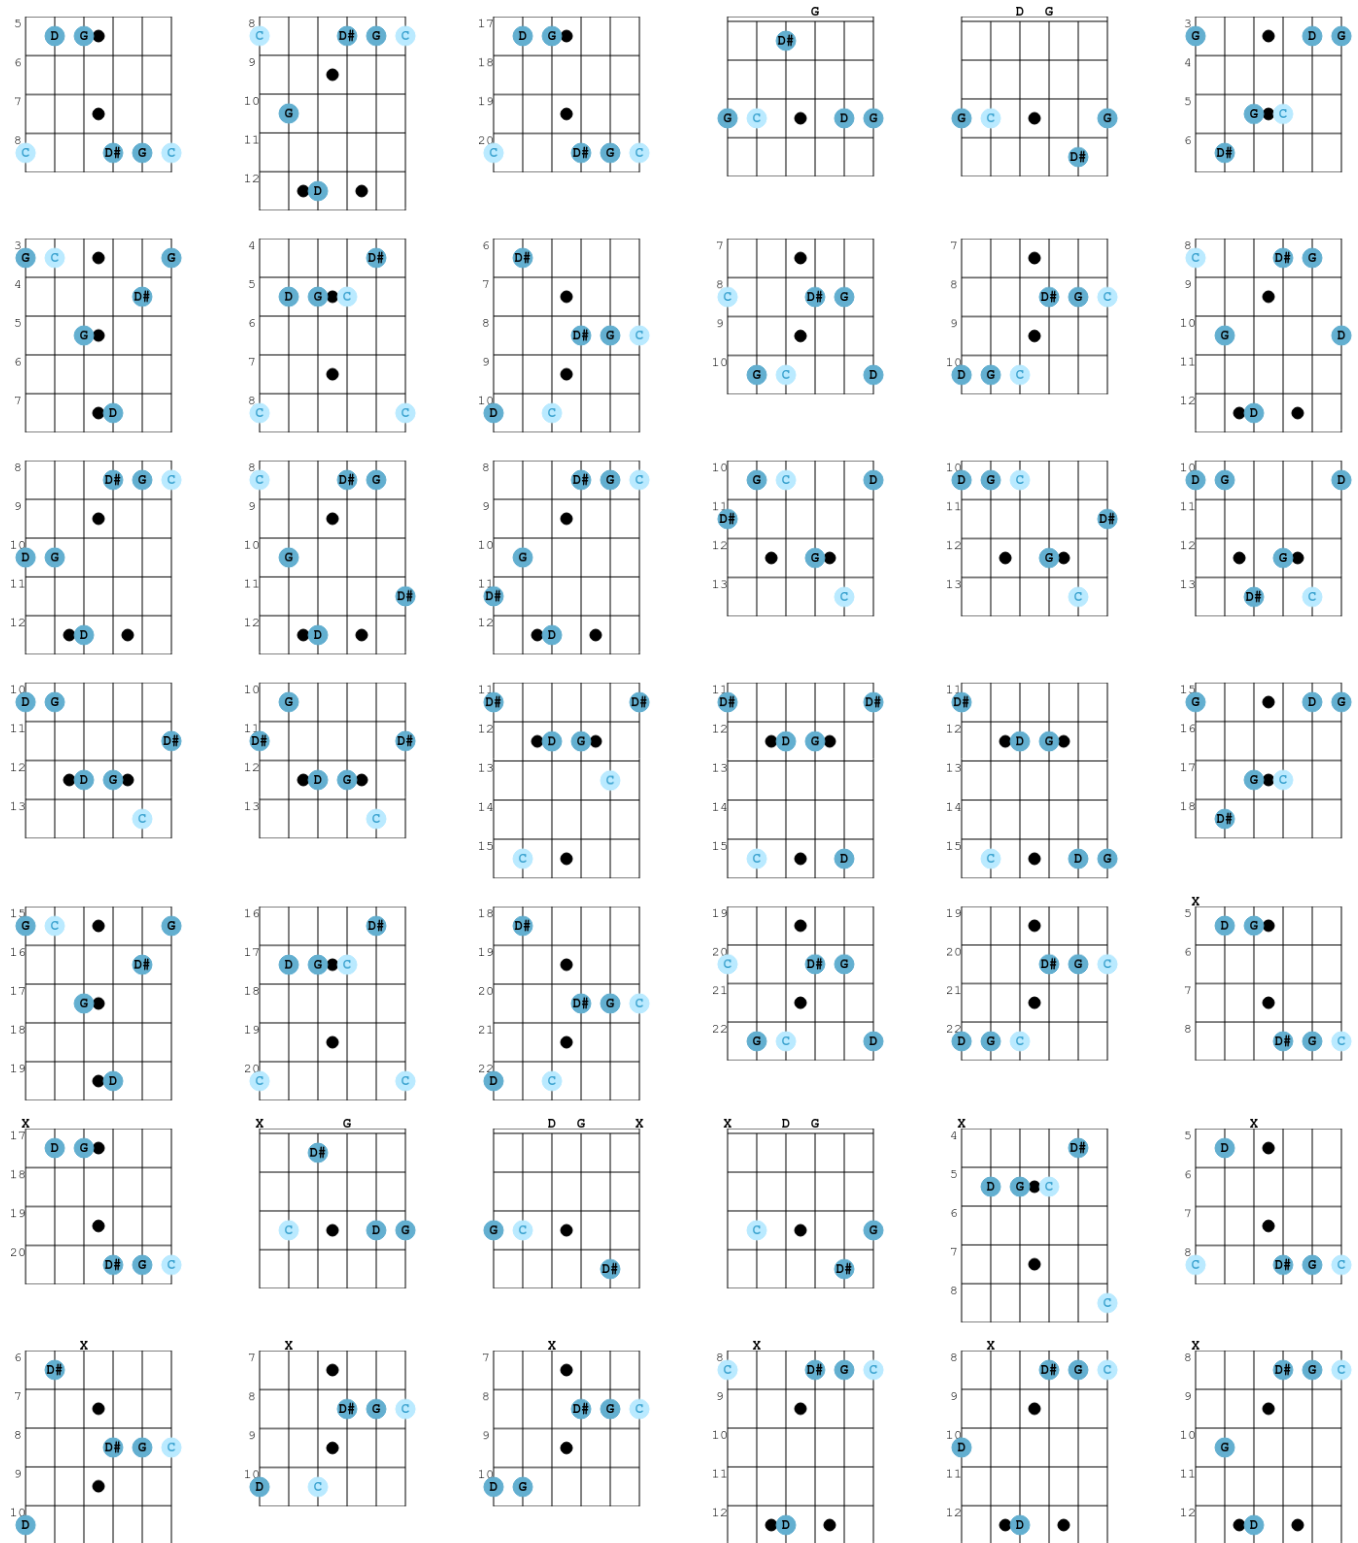 5 D G
6
7
8 C D# G C
8 C D# G C
9
10 G
11
12 D
17 D G
18
19
20 C D# G C
G
D#
G C D G
D G
G C G
D#
3 G D G
4
5 G C
6 D#
3 G C G
4 D#
5 G
6
7 D
4 D#
5 D G C
6
7
8 C C
6 D#
7
8 D# G C
9
10 D C
7
8 C D# G
9
10 G C D
7
8 D# G C
9
10 D G C
8 C D# G
9
10 G D
11
12 D
8 D# G C
9
10 D G
11
12 D
8 C D# G
9
10 G
11 D#
12 D
8 D# G C
9
10 G
11 D#
12 D
10 G C D
11 D#
12 G
13 C
10 D G C
11 D#
12 G
13 C
10 D G D
11
12 G
13 D# C
10 D G
11 D#
12 D G
13 C
10 G
11 D# D#
12 D G
13 C
11 D# D#
12 D G
13 C
14
15 C
11 D# D#
12 D G
13
14
15 C D
11 D#
12 D G
13
14
15 C D G
15 G D G
16
17 G C
18 D#
15 G C G
16 D#
17 G
18
19 D
16 D#
17 D G C
18
19
20 C C
18 D#
19
20 D# G C
21
22 D C
19
20 C D# G
21
22 G C D
19
20 D# G C
21
22 D G C
X
5 D G
6
7
8 D# G C
X
17 D G
18
19
20 D# G C
X G
D#
C D G
D G X
G C
D#
X D G
C G
D#
X
4 D#
5 D G C
6
7
8 C
X
5 D
6
7
8 C D# G C
X
6 D#
7
8 D# G C
9
10 D
X
7
8 D# G C
9
10 D C
X
7
8 D# G C
9
10 D G
X
8 C D# G C
9
10
11
12 D
X
8 D# G C
9
10 D
11
12 D
X
8 D# G C
9
10 G
11
12 D